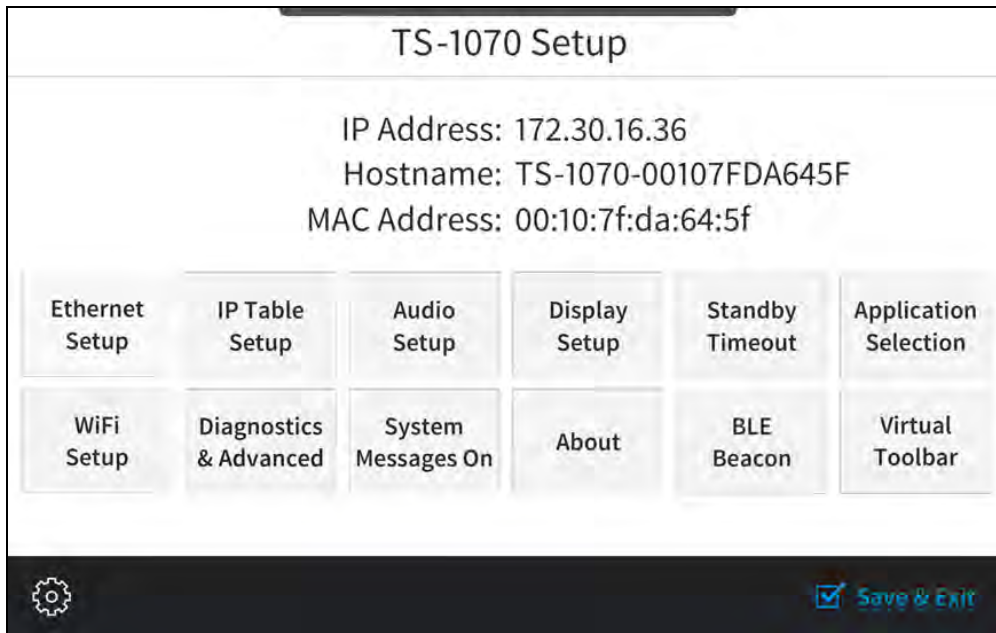 TS-1070 Setup
IP Address: 172.30.16.36
Hostname: TS-1070-00107FDA645F
MAC Address: 00:10:7f:da:64:5f
Ethernet Setup
IP Table Setup
Audio Setup
Display Setup
Standby Timeout
Application Selection
WiFi Setup
Diagnostics & Advanced
System Messages On
About
BLE Beacon
Virtual Toolbar
Save & Exit